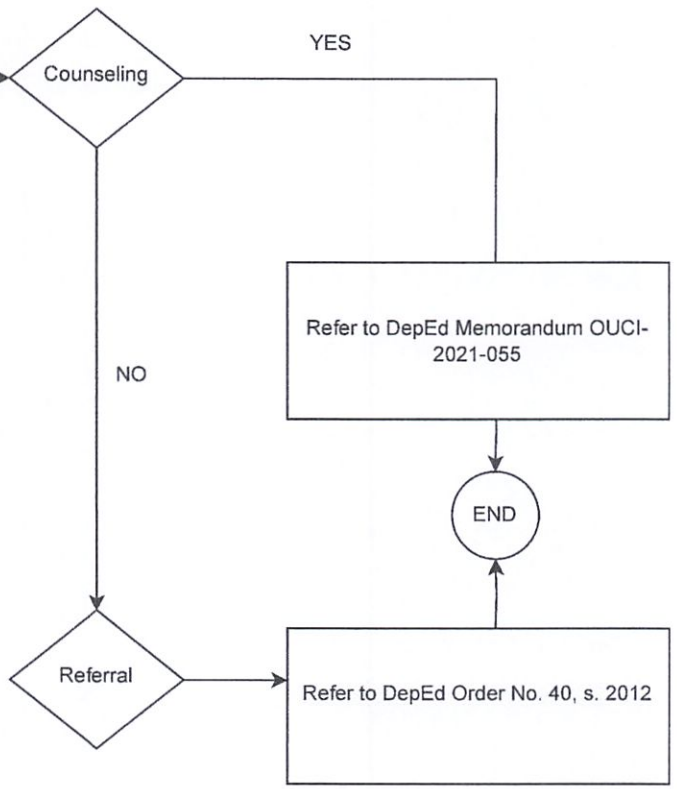 YES
Counseling
Refer to DepEd Memorandum OUCI-
2021-055
NO
END
Referral
Refer to DepEd Order No. 40, s. 2012